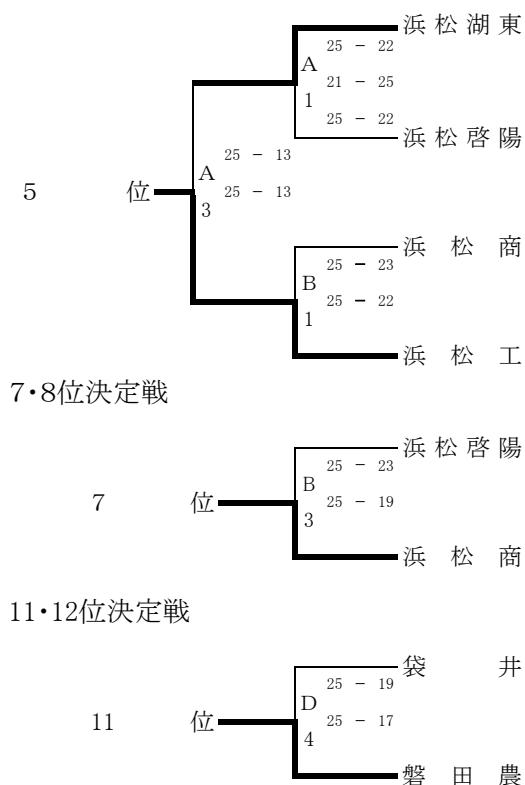 浜松湖東
25 － 22
A
21 － 25
1
25 － 22
浜松啓陽
25 － 13
A
5 位
25 － 13
3
浜松商
25 － 23
B
25 － 22
1
浜松工
7・8位決定戦
浜松啓陽
25 － 23
B
7 位
25 － 19
3
浜松商
11・12位決定戦
袋井
25 － 19
D
11 位
25 － 17
4
磐田農